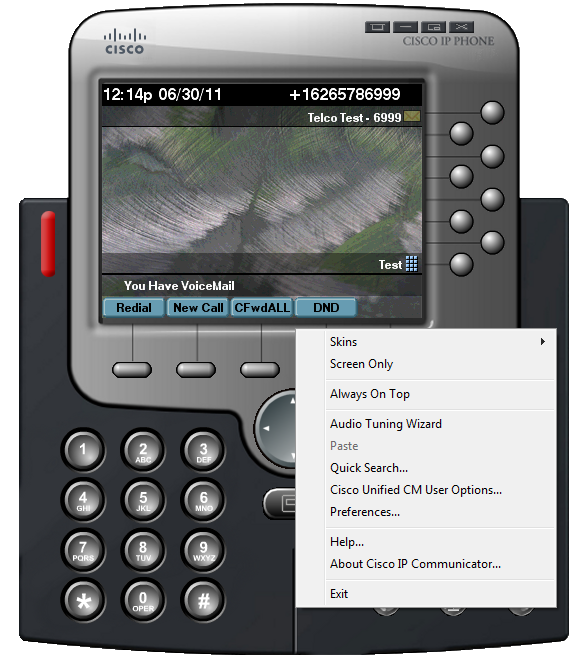 CISCO
CISCO IP PHONE
12:14p 06/30/11 +16265786999
Telco Test - 6999
Test
You Have VoiceMail
Redial New Call CFwdALL DND
Skins
Screen Only
Always On Top
Audio Tuning Wizard
Paste
Quick Search...
Cisco Unified CM User Options...
Preferences...
Help...
About Cisco IP Communicator...
Exit
1 2 ABC 3 DEF
4 GHI 5 JKL 6 MNO
7 PQRS 8 TUV 9 WXYZ
* 0 OPER #